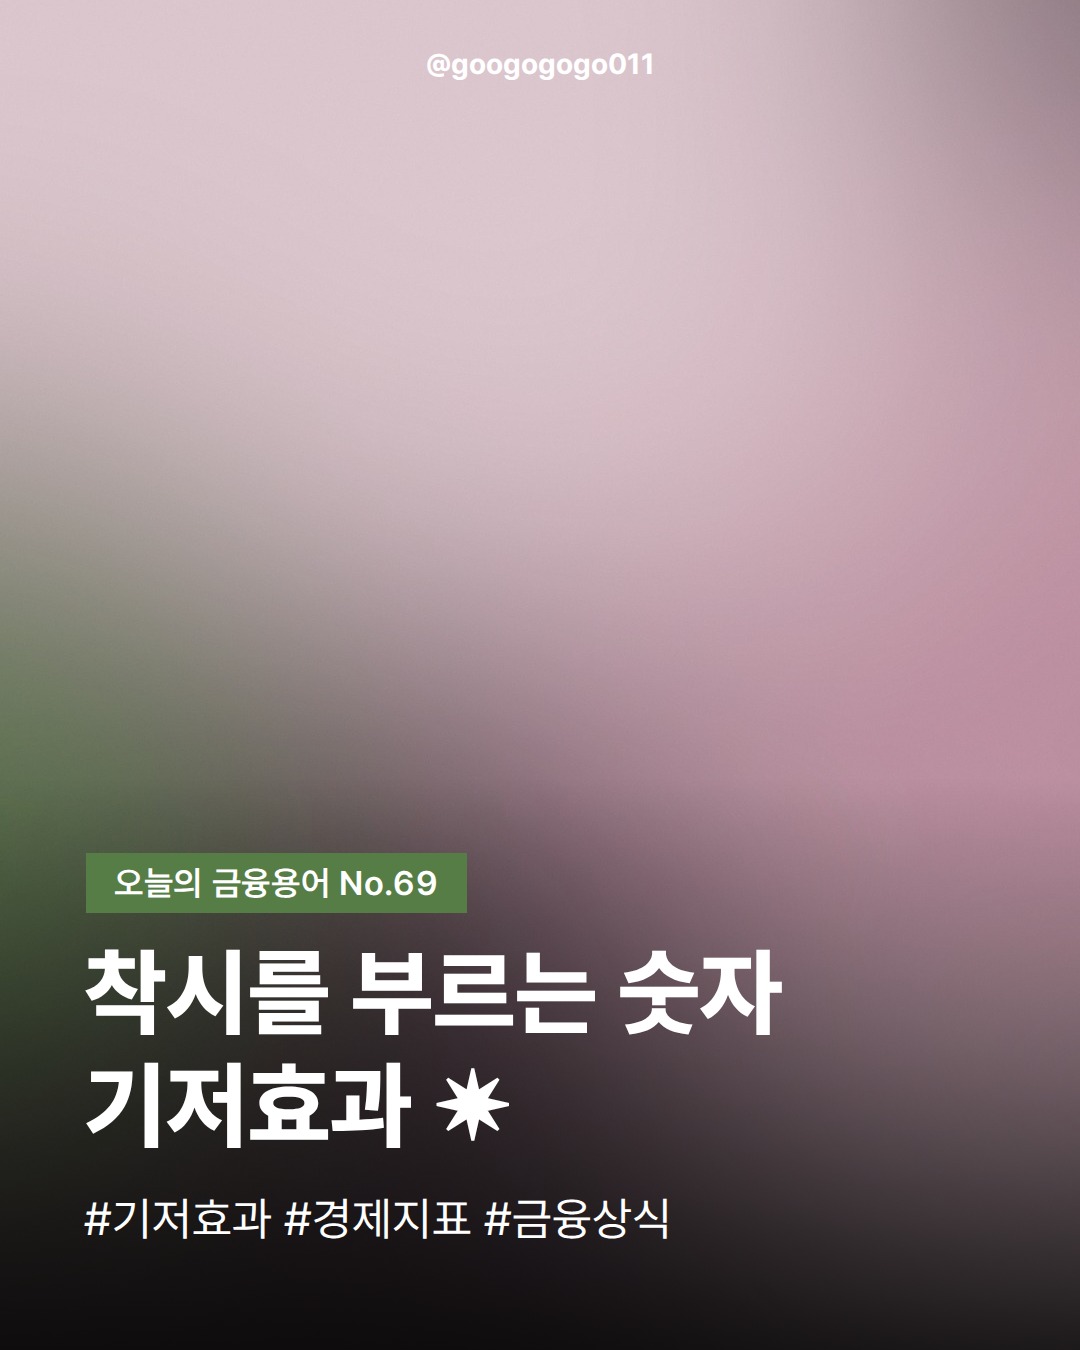 @googogogo011
오늘의 금융용어 No.69
착시를 부르는 숫자
기저효과 ✷
#기저효과 #경제지표 #금융상식